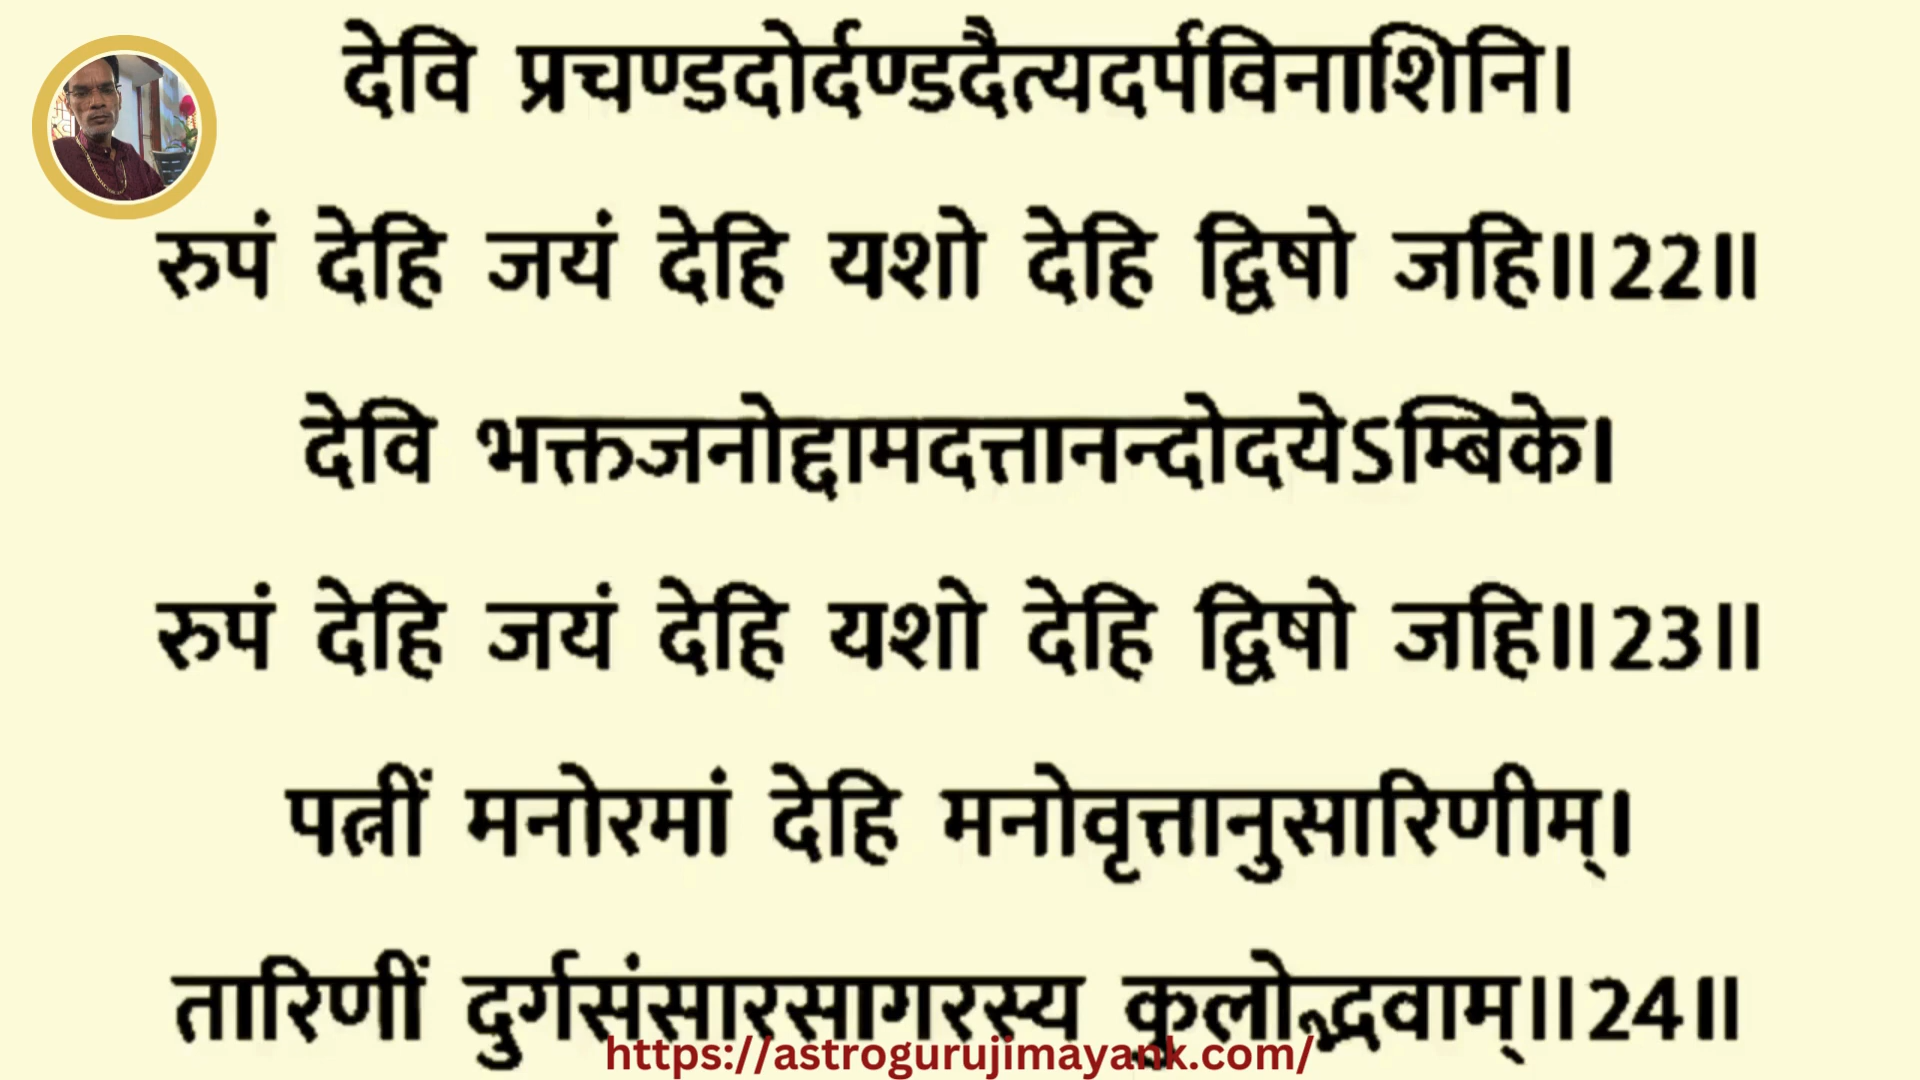 देवि प्रचण्डदोर्दण्डदैत्यदर्पविनाशिनि।
रुपं देहि जयं देहि यशो देहि द्विषो जहि॥22॥
देवि भक्तजनोद्दामदत्तानन्दोदयेऽम्बिके।
रुपं देहि जयं देहि यशो देहि द्विषो जहि॥23॥
पत्नीं मनोरमां देहि मनोवृत्तानुसारिणीम्।
तारिणीं दुर्गसंसारसागरस्य कुलोद्भवाम्॥24॥
https://astrogurujimayank.com/